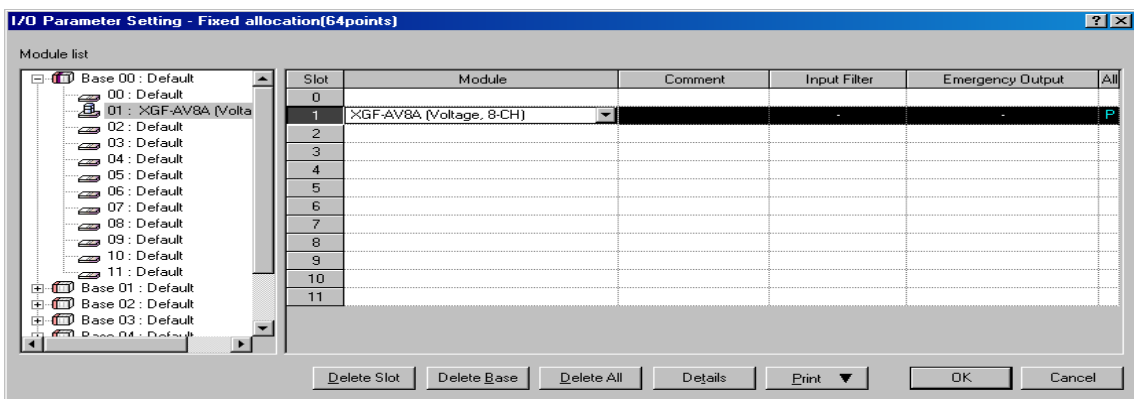 I/O Parameter Setting - Fixed allocation(64points)
Module list
Base 00 : Default
00 : Default
01 : XGF-AV8A (Volta
02 : Default
03 : Default
04 : Default
05 : Default
06 : Default
07 : Default
08 : Default
09 : Default
10 : Default
11 : Default
Base 01 : Default
Base 02 : Default
Base 03 : Default
Base 04 : Default
Slot Module Comment Input Filter Emergency Output All
0
1 XGF-AV8A (Voltage, 8-CH) - - P
2
3
4
5
6
7
8
9
10
11
Delete Slot Delete Base Delete All Details Print ▼ OK Cancel